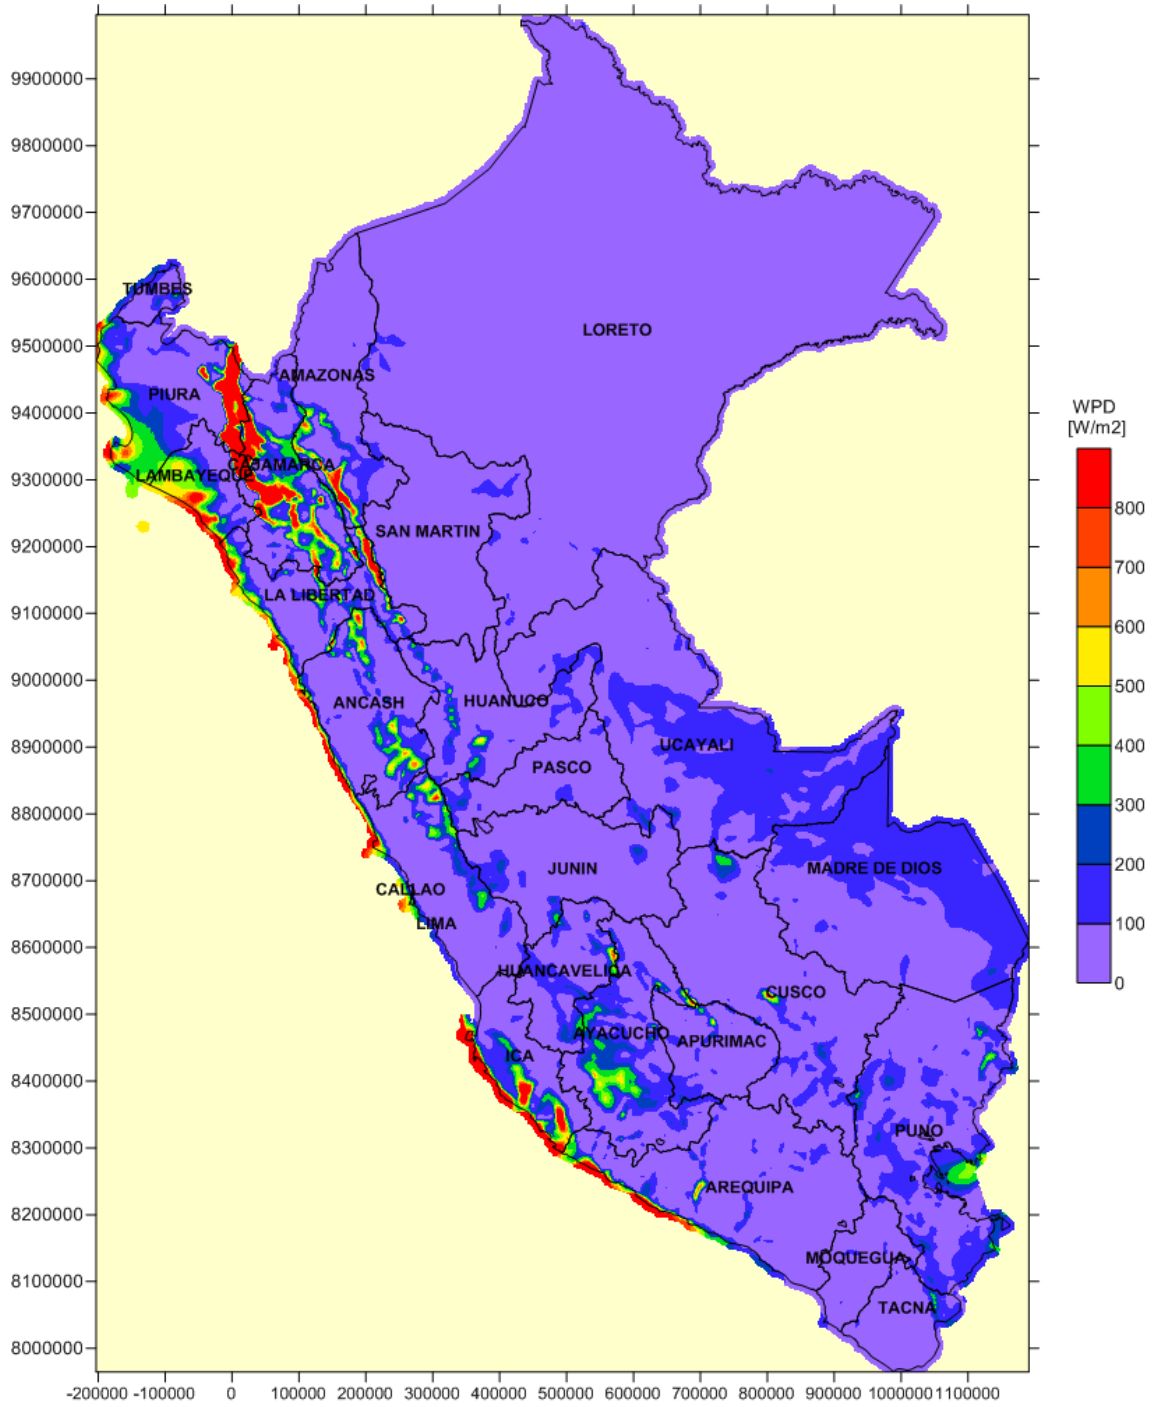 9900000
9800000
9700000
9600000
9500000
9400000
9300000
9200000
9100000
9000000
8900000
8800000
8700000
8600000
8500000
8400000
8300000
8200000
8100000
8000000
TUMBES
LORETO
AMAZONAS
PIURA
CAJAMARCA
LAMBAYEQUE
SAN MARTIN
LA LIBERTAD
ANCASH
HUANUCO
UCAYALI
PASCO
JUNIN
MADRE DE DIOS
CALLAO
LIMA
HUANCAVELICA
CUSCO
AYACUCHO
APURIMAC
ICA
PUNO
AREQUIPA
MOQUEGUA
TACNA
WPD
[W/m2]
800
700
600
500
400
300
200
100
0
-200000 -100000 0 100000 200000 300000 400000 500000 600000 700000 800000 900000 1000000 1100000